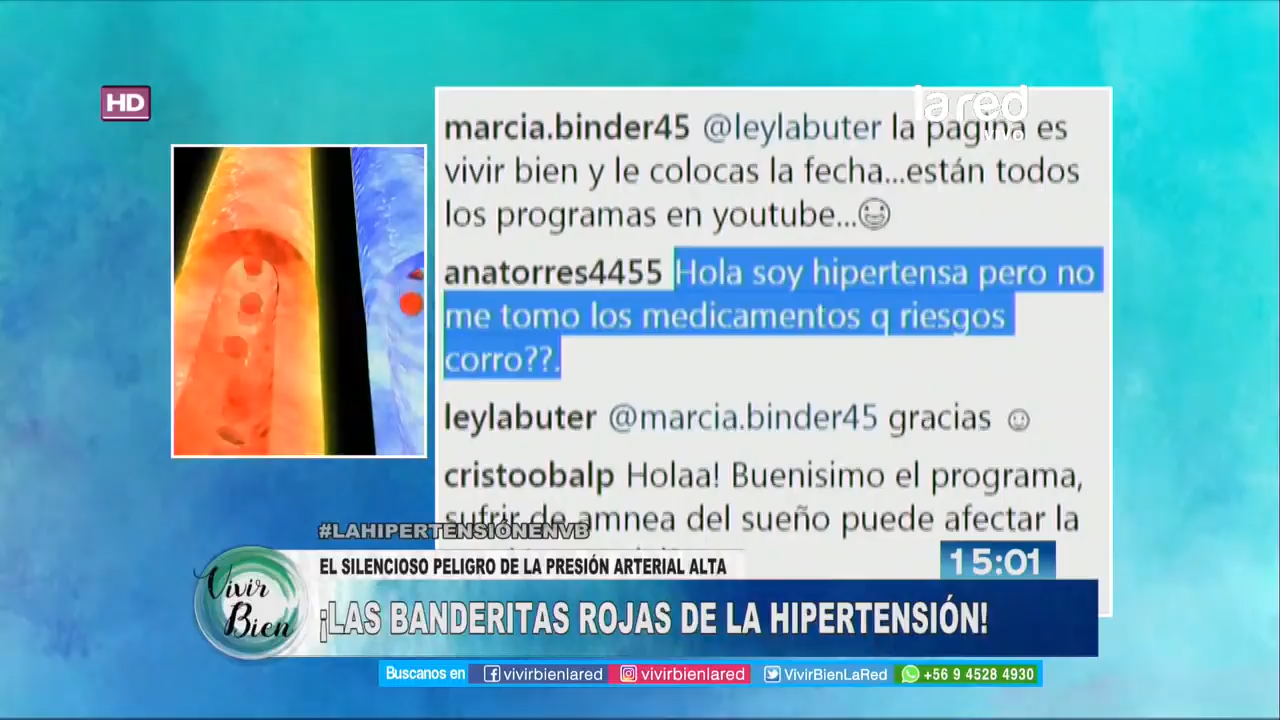 HD
la red
VIVO
marcia.binder45 @leylabuter la pagina es
vivir bien y le colocas la fecha...están todos
los programas en youtube...
anatorres4455 Hola soy hipertensa pero no
me tomo los medicamentos q riesgos
corro??.
leylabuter @marcia.binder45 gracias
cristoobalp Holaa! Buenisimo el programa,
sufrir de amnea del sueño puede afectar la
#LAHIPERTENSIÓNENVB
EL SILENCIOSO PELIGRO DE LA PRESIÓN ARTERIAL ALTA
15:01
Vivir
Bien
¡LAS BANDERITAS ROJAS DE LA HIPERTENSIÓN!
Buscanos en vivirbienlared vivirbienlared VivirBienLaRed +56 9 4528 4930